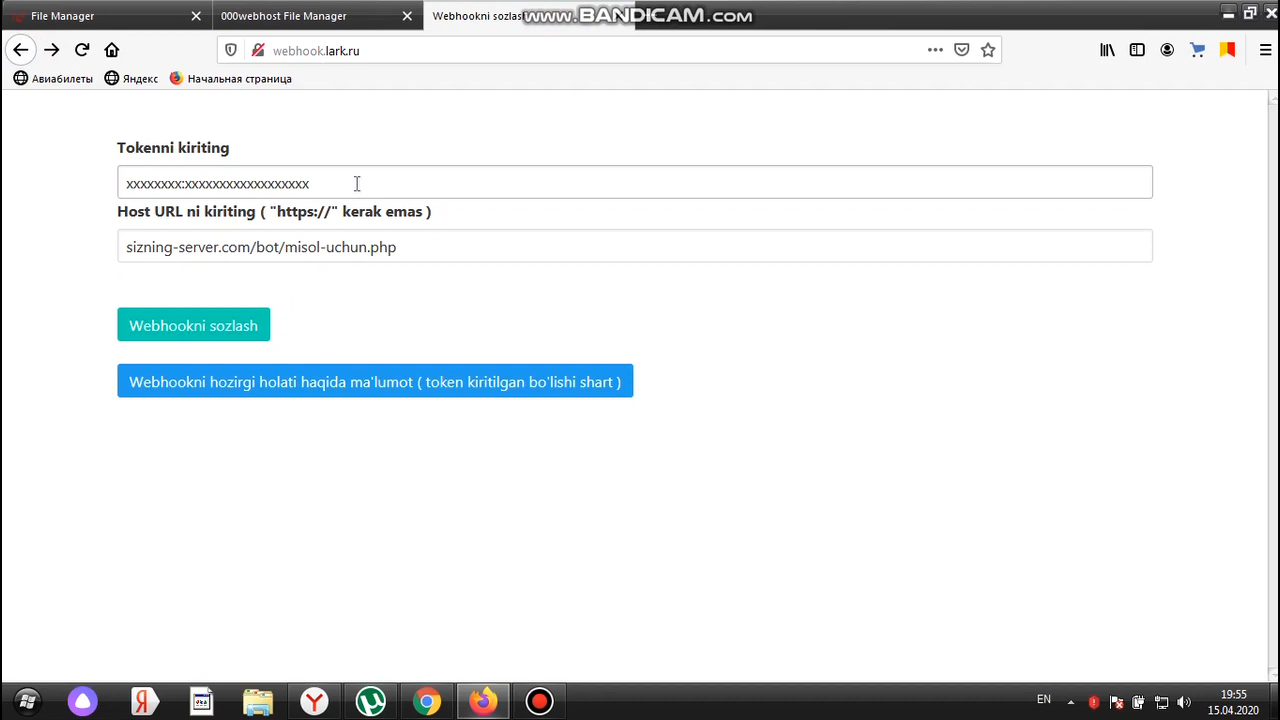 File Manager
000webhost File Manager
Webhookni sozlash
www.BANDICAM.com
webhook.lark.ru
Авиабилеты
Яндекс
Начальная страница
Tokenni kiriting
xxxxxxxx:xxxxxxxxxxxxxxxxxx
Host URL ni kiriting ( "https://" kerak emas )
sizning-server.com/bot/misol-uchun.php
Webhookni sozlash
Webhookni hozirgi holati haqida ma'lumot ( token kiritilgan bo'lishi shart )
EN
19:55
15.04.2020